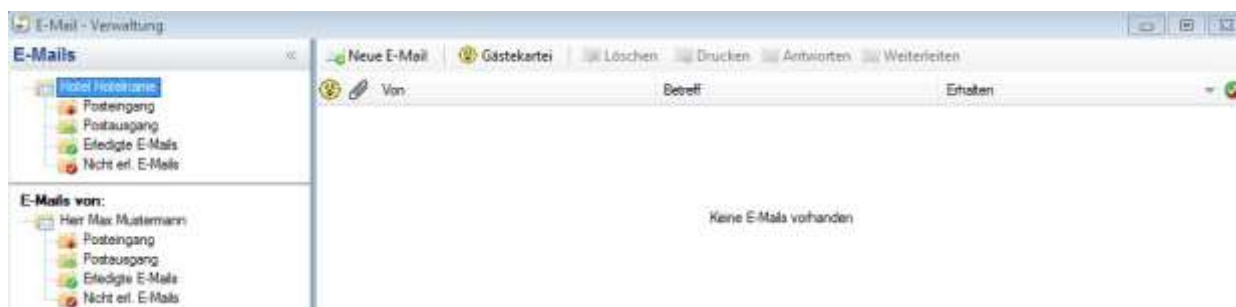 E-Mail - Verwaltung
E-Mails «
Neue E-Mail Gästekartei Löschen Drucken Antworten Weiterleiten
Von Betreff Erhalten
Hotel Hotelname
Posteingang
Postausgang
Erledigte E-Mails
Nicht erl. E-Mails
E-Mails von:
Herr Max Mustermann
Posteingang
Postausgang
Erledigte E-Mails
Nicht erl. E-Mails
Keine E-Mails vorhanden